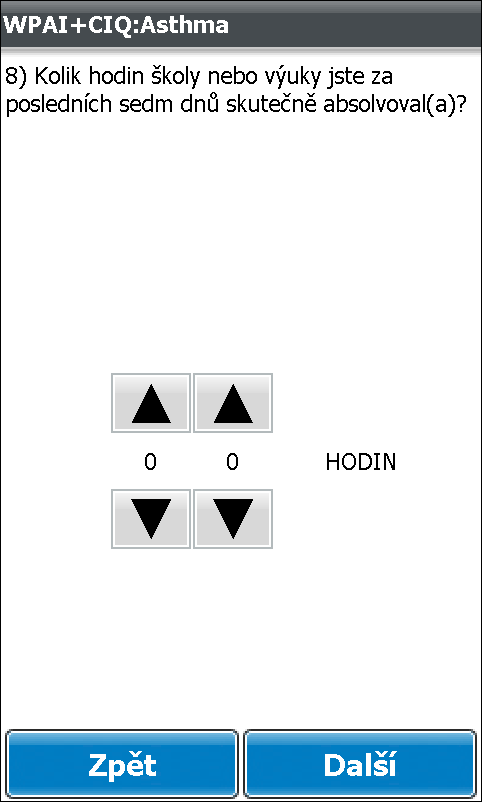 WPAI+CIQ:Asthma
8) Kolik hodin školy nebo výuky jste za
posledních sedm dnů skutečně absolvoval(a)?
0 0 HODIN
Zpět Další